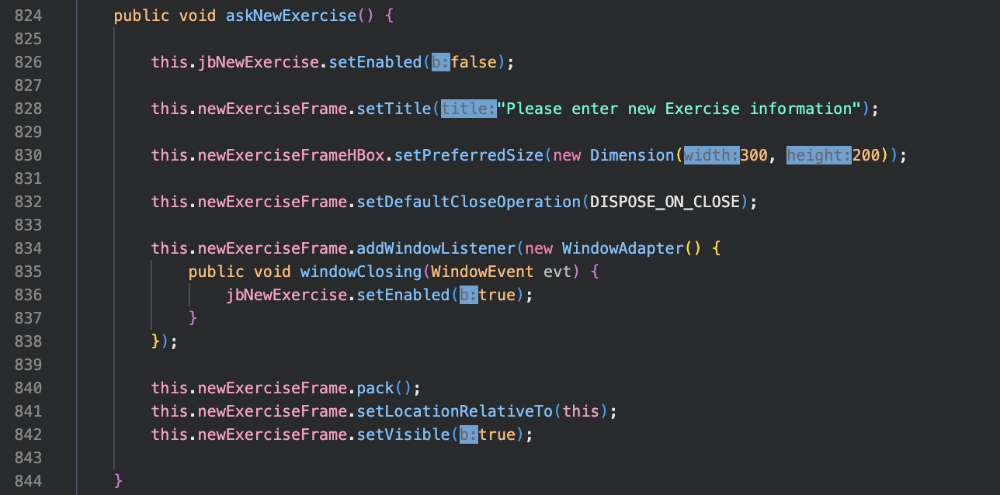 824 public void askNewExercise() {
825
826 this.jbNewExercise.setEnabled(b:false);
827
828 this.newExerciseFrame.setTitle(title:"Please enter new Exercise information");
829
830 this.newExerciseFrameHBox.setPreferredSize(new Dimension(width:300, height:200));
831
832 this.newExerciseFrame.setDefaultCloseOperation(DISPOSE_ON_CLOSE);
833
834 this.newExerciseFrame.addWindowListener(new WindowAdapter() {
835 public void windowClosing(WindowEvent evt) {
836 jbNewExercise.setEnabled(b:true);
837 }
838 });
839
840 this.newExerciseFrame.pack();
841 this.newExerciseFrame.setLocationRelativeTo(this);
842 this.newExerciseFrame.setVisible(b:true);
843
844 }